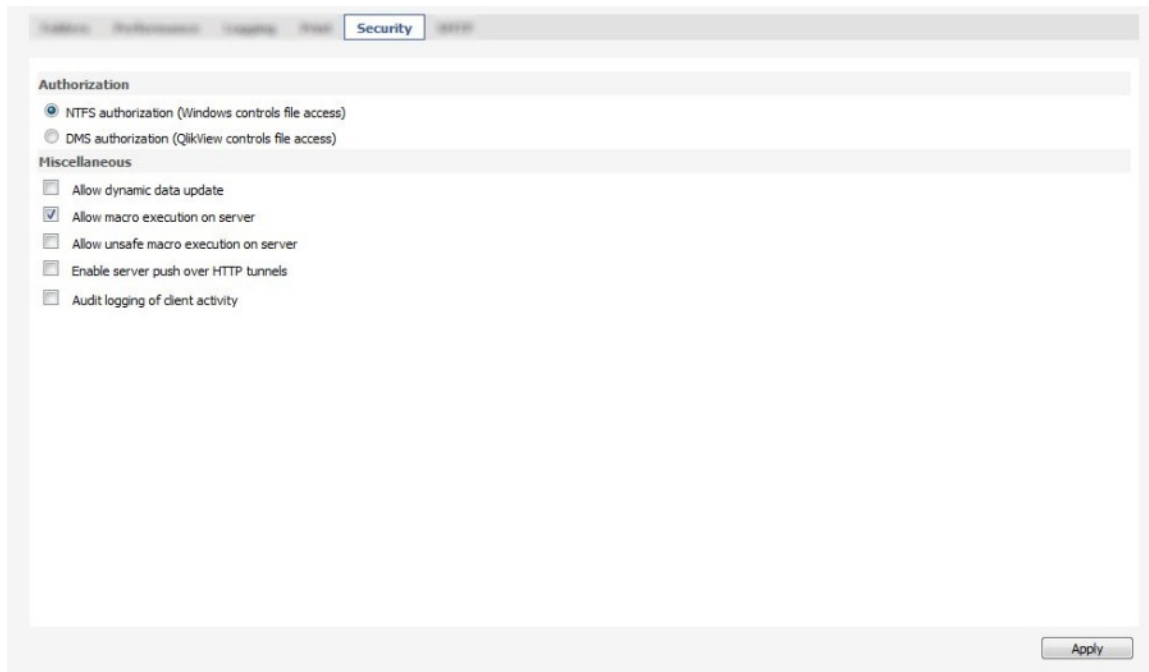 Security
Authorization
NTFS authorization (Windows controls file access)
DMS authorization (QlikView controls file access)
Miscellaneous
Allow dynamic data update
Allow macro execution on server
Allow unsafe macro execution on server
Enable server push over HTTP tunnels
Audit logging of client activity
Apply